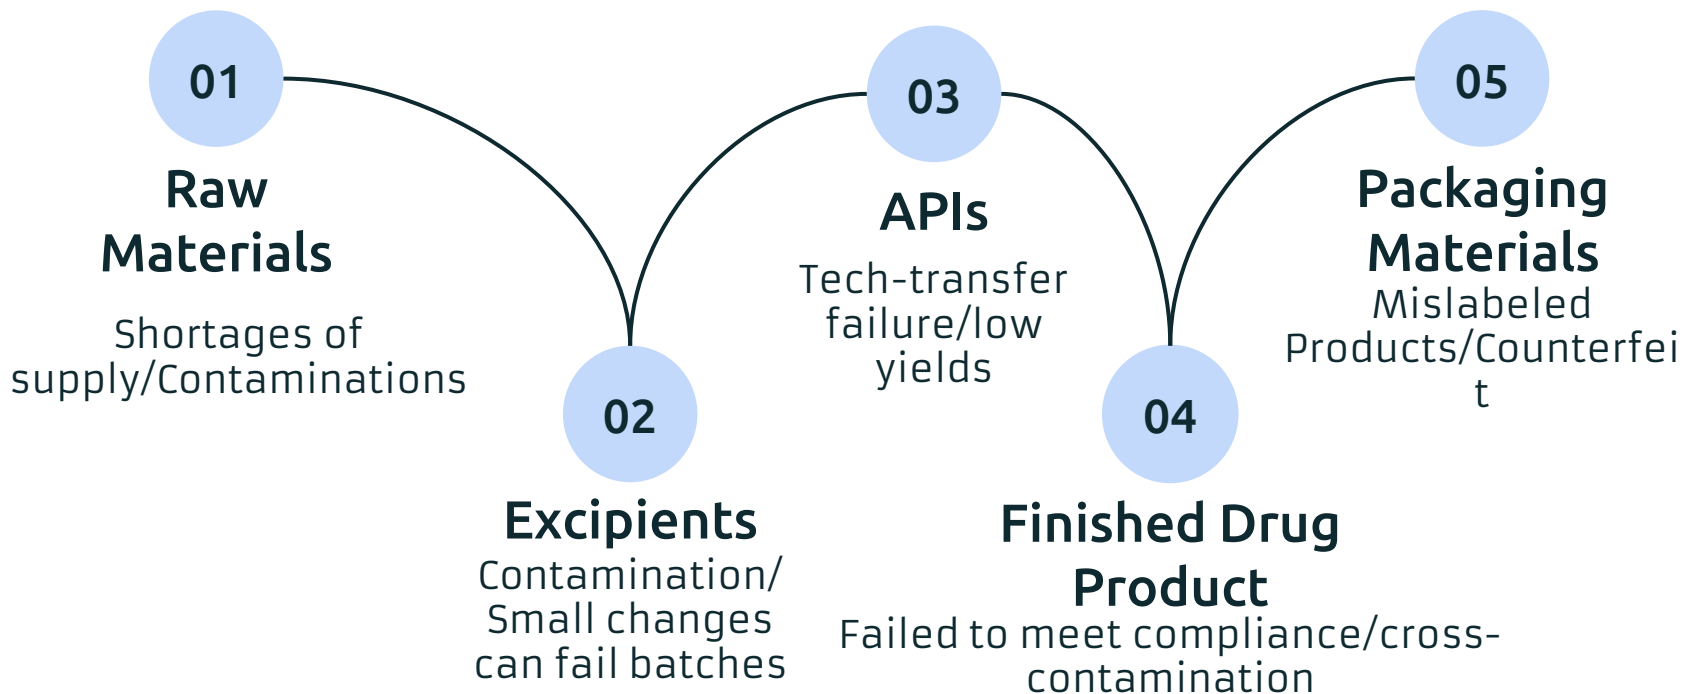 01
Raw
Materials
Shortages of
supply/Contaminations
02
Excipients
Contamination/
Small changes
can fail batches
03
APIs
Tech-transfer
failure/low
yields
04
Finished Drug
Product
Failed to meet compliance/cross-
contamination
05
Packaging
Materials
Mislabeled
Products/Counterfei
t